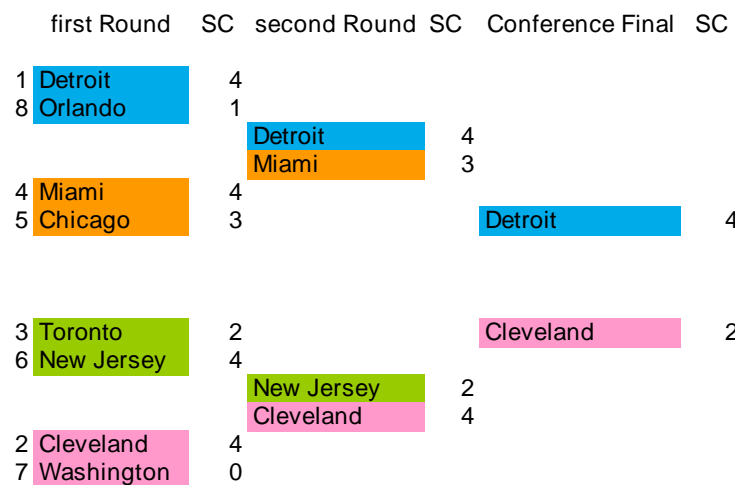 first Round SC second Round SC Conference Final SC
1 Detroit 4
8 Orlando 1
Detroit 4
Miami 3
4 Miami 4
5 Chicago 3 Detroit 4
3 Toronto 2 Cleveland 2
6 New Jersey 4
New Jersey 2
Cleveland 4
2 Cleveland 4
7 Washington 0